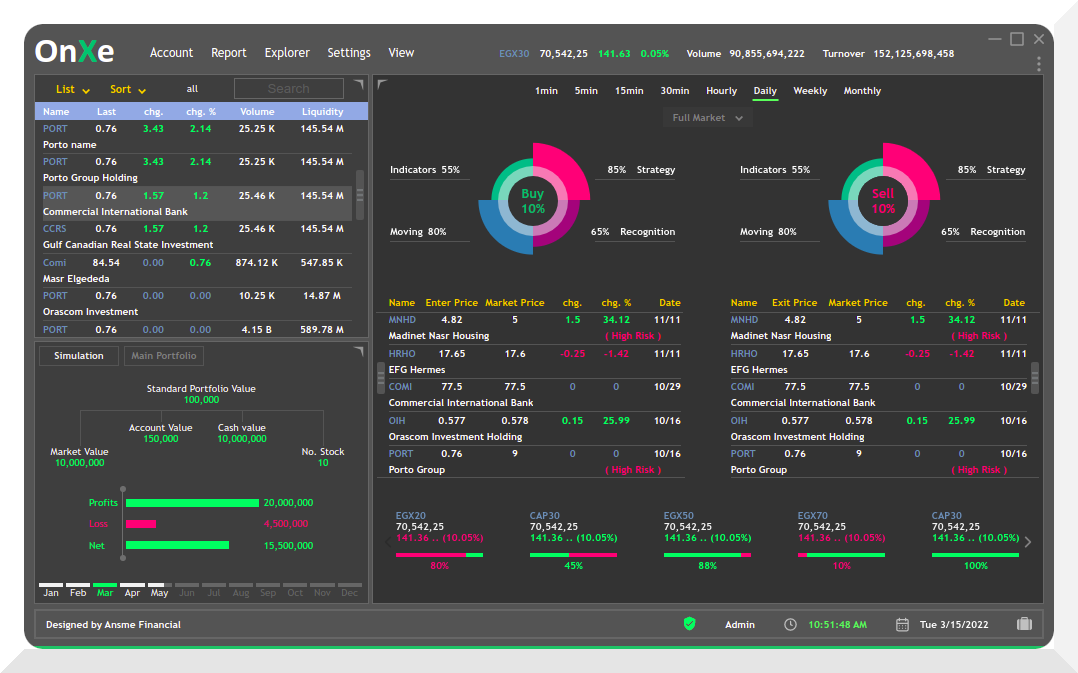 OnXe Account Report Explorer Settings View EGX30 70,542,25 141.63 0.05% Volume 90,855,694,222 Turnover 152,125,698,458
List Sort all Search
Name Last chg. chg. % Volume Liquidity
PORT 0.76 3.43 2.14 25.25 K 145.54 M
Porto name
PORT 0.76 3.43 2.14 25.25 K 145.54 M
Porto Group Holding
PORT 0.76 1.57 1.2 25.46 K 145.54 M
Commercial International Bank
CCRS 0.76 1.57 1.2 25.46 K 145.54 M
Gulf Canadian Real State Investment
Comi 84.54 0.00 0.76 874.12 K 547.85 K
Masr Elgededa
PORT 0.76 0.00 0.00 10.25 K 14.87 M
Orascom Investment
PORT 0.76 0.00 0.00 4.15 B 589.78 M
Simulation Main Portfolio
Standard Portfolio Value
100,000
Account Value Cash value
150,000 10,000,000
Market Value No. Stock
10,000,000 10
Profits 20,000,000
Loss 4,500,000
Net 15,500,000
Jan Feb Mar Apr May Jun Jul Aug Sep Oct Nov Dec
1min 5min 15min 30min Hourly Daily Weekly Monthly
Full Market
Indicators 55% 85% Strategy
Buy
10%
Moving 80% 65% Recognition
Indicators 55% 85% Strategy
Sell
10%
Moving 80% 65% Recognition
Name Enter Price Market Price chg. chg. % Date
MNHD 4.82 5 1.5 34.12 11/11
Madinet Nasr Housing ( High Risk )
HRHO 17.65 17.6 -0.25 -1.42 11/11
EFG Hermes
COMI 77.5 77.5 0 0 10/29
Commercial International Bank
OIH 0.577 0.578 0.15 25.99 10/16
Orascom Investment Holding
PORT 0.76 9 0 0 10/16
Porto Group ( High Risk )
Name Exit Price Market Price chg. chg. % Date
MNHD 4.82 5 1.5 34.12 11/11
Madinet Nasr Housing ( High Risk )
HRHO 17.65 17.6 -0.25 -1.42 11/11
EFG Hermes
COMI 77.5 77.5 0 0 10/29
Commercial International Bank
OIH 0.577 0.578 0.15 25.99 10/16
Orascom Investment Holding
PORT 0.76 9 0 0 10/16
Porto Group ( High Risk )
EGX20 CAP30 EGX50 EGX70 CAP30
70,542,25 70,542,25 70,542,25 70,542,25 70,542,25
141.36 .. (10.05%) 141.36 .. (10.05%) 141.36 .. (10.05%) 141.36 .. (10.05%) 141.36 .. (10.05%)
80% 45% 88% 10% 100%
Designed by Ansme Financial Admin 10:51:48 AM Tue 3/15/2022